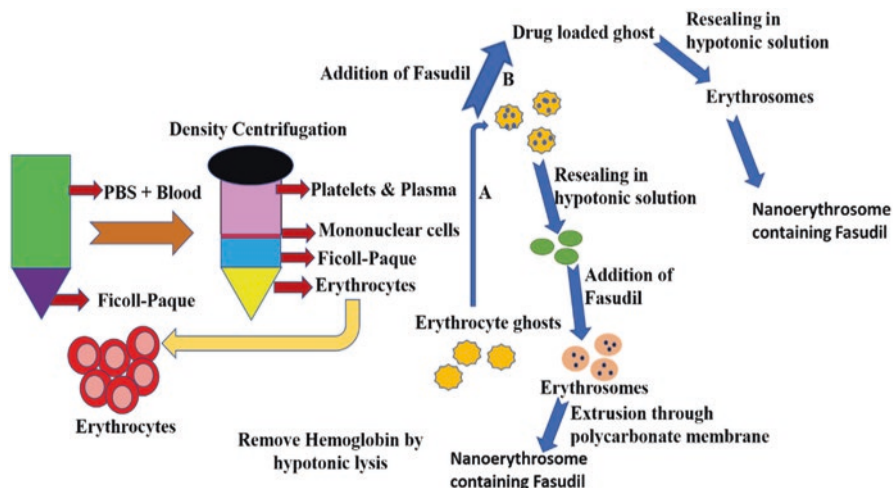 PBS + Blood
Ficoll-Paque
Erythrocytes
Density Centrifugation
Platelets & Plasma
Mononuclear cells
Ficoll-Paque
Erythrocytes
Remove Hemoglobin by
hypotonic lysis
Erythrocyte ghosts
A
Addition of Fasudil
B
Drug loaded ghost
Resealing in
hypotonic solution
Erythrosomes
Nanoerythrosome
containing Fasudil
Resealing in
hypotonic solution
Addition of
Fasudil
Erythrosomes
Extrusion through
polycarbonate membrane
Nanoerythrosome
containing Fasudil